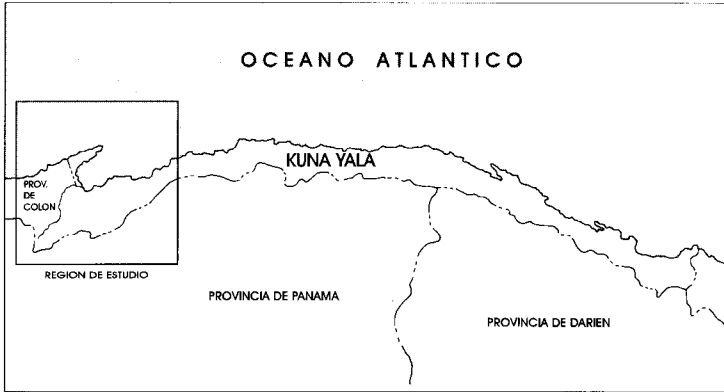 OCEANO ATLANTICO
KUNA YALA
PROV.
DE
COLON
REGION DE ESTUDIO
PROVINCIA DE PANAMA
PROVINCIA DE DARIEN